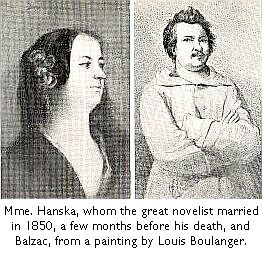 Mme. Hanska, whom the great novelist married
in 1850, a few months before his death, and
Balzac, from a painting by Louis Boulanger.